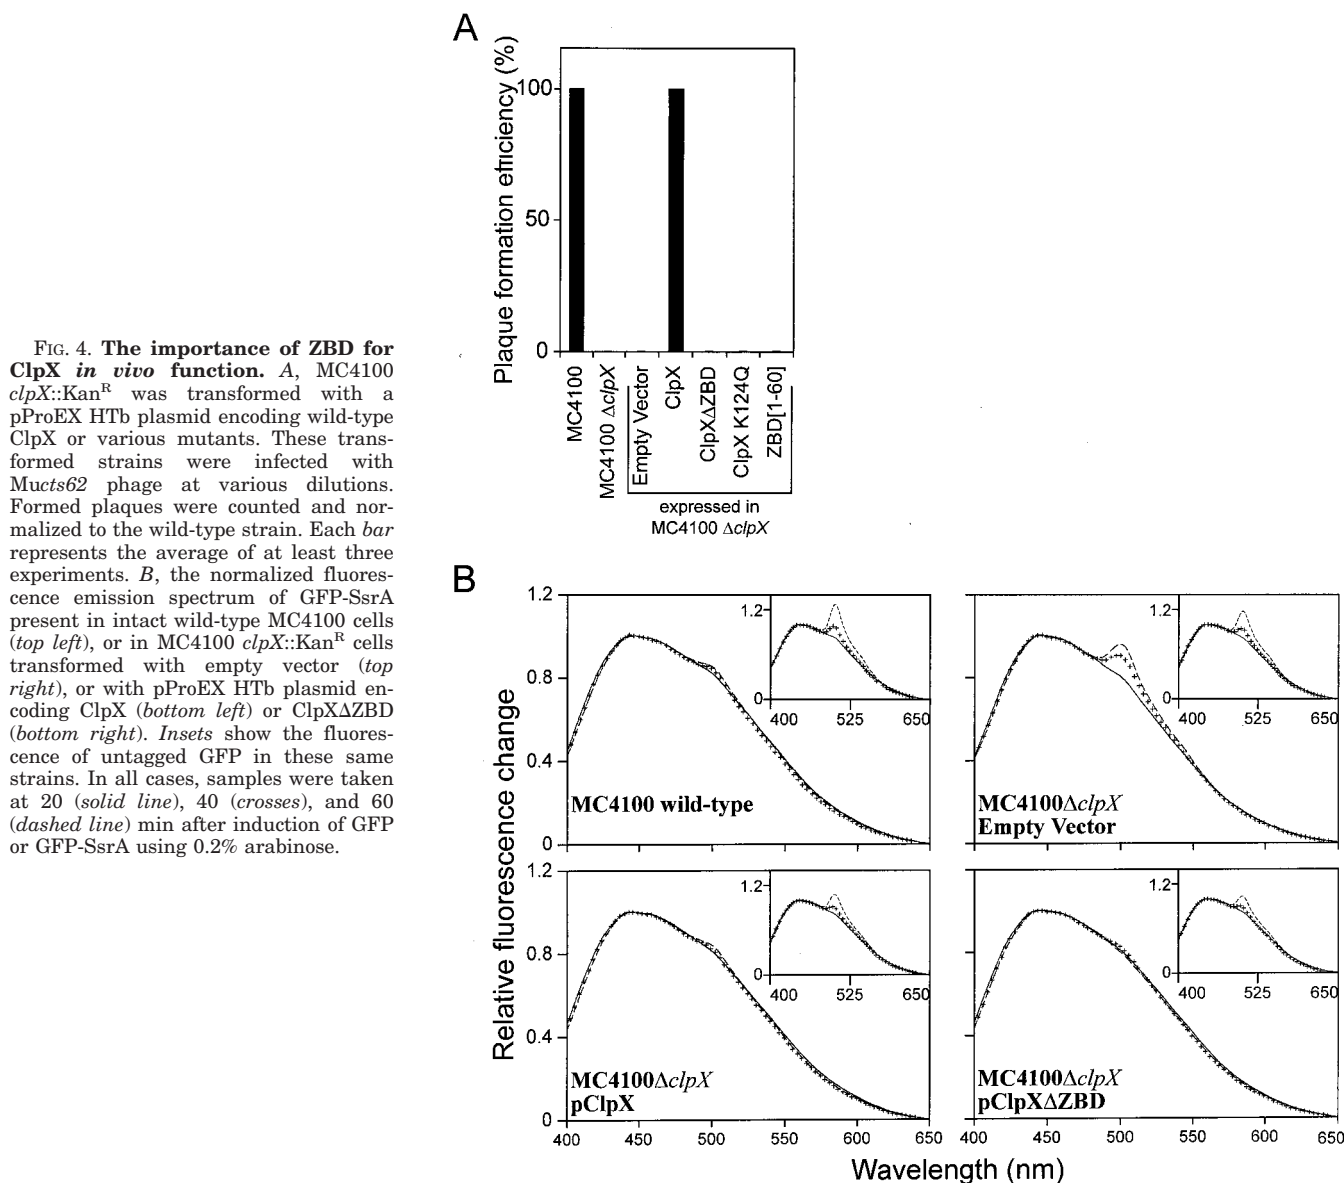 FIG. 4. The importance of ZBD for
ClpX in vivo function. A, MC4100
clpX::KanR was transformed with a
pProEX HTb plasmid encoding wild-type
ClpX or various mutants. These trans-
formed strains were infected with
Mucts62 phage at various dilutions.
Formed plaques were counted and nor-
malized to the wild-type strain. Each bar
represents the average of at least three
experiments. B, the normalized fluores-
cence emission spectrum of GFP-SsrA
present in intact wild-type MC4100 cells
(top left), or in MC4100 clpX::KanR cells
transformed with empty vector (top
right), or with pProEX HTb plasmid en-
coding ClpX (bottom left) or ClpXΔZBD
(bottom right). Insets show the fluores-
cence of untagged GFP in these same
strains. In all cases, samples were taken
at 20 (solid line), 40 (crosses), and 60
(dashed line) min after induction of GFP
or GFP-SsrA using 0.2% arabinose.
A
Plaque formation efficiency (%)
100
50
0
MC4100
MC4100 ΔclpX
Empty Vector
ClpX
ClpXΔZBD
ClpX K124Q
ZBD[1-60]
expressed in
MC4100 ΔclpX
B
Relative fluorescence change
1.2
0.8
0.4
0
1.2
0
400 525 650
MC4100 wild-type
1.2
0
400 525 650
MC4100ΔclpX
Empty Vector
1.2
0.8
0.4
0
1.2
0
400 525 650
MC4100ΔclpX
pClpX
400 450 500 550 600 650
1.2
0
400 525 650
MC4100ΔclpX
pClpXΔZBD
400 450 500 550 600 650
Wavelength (nm)